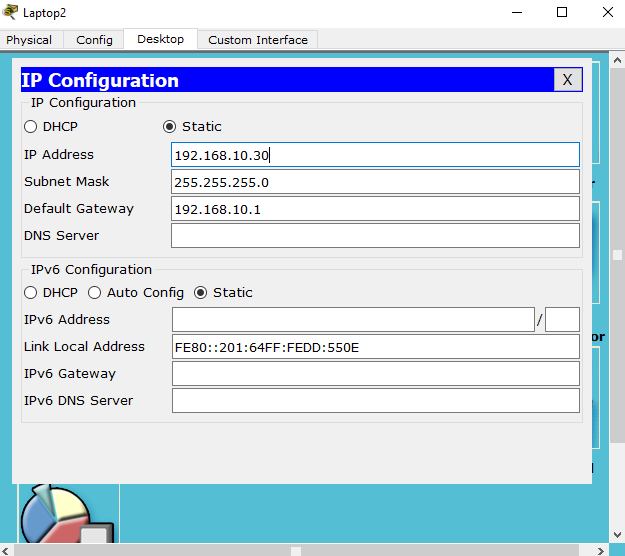 Laptop2
Physical Config Desktop Custom Interface
IP Configuration X
IP Configuration
DHCP Static
IP Address 192.168.10.30
Subnet Mask 255.255.255.0
Default Gateway 192.168.10.1
DNS Server
IPv6 Configuration
DHCP Auto Config Static
IPv6 Address /
Link Local Address FE80::201:64FF:FEDD:550E
IPv6 Gateway
IPv6 DNS Server